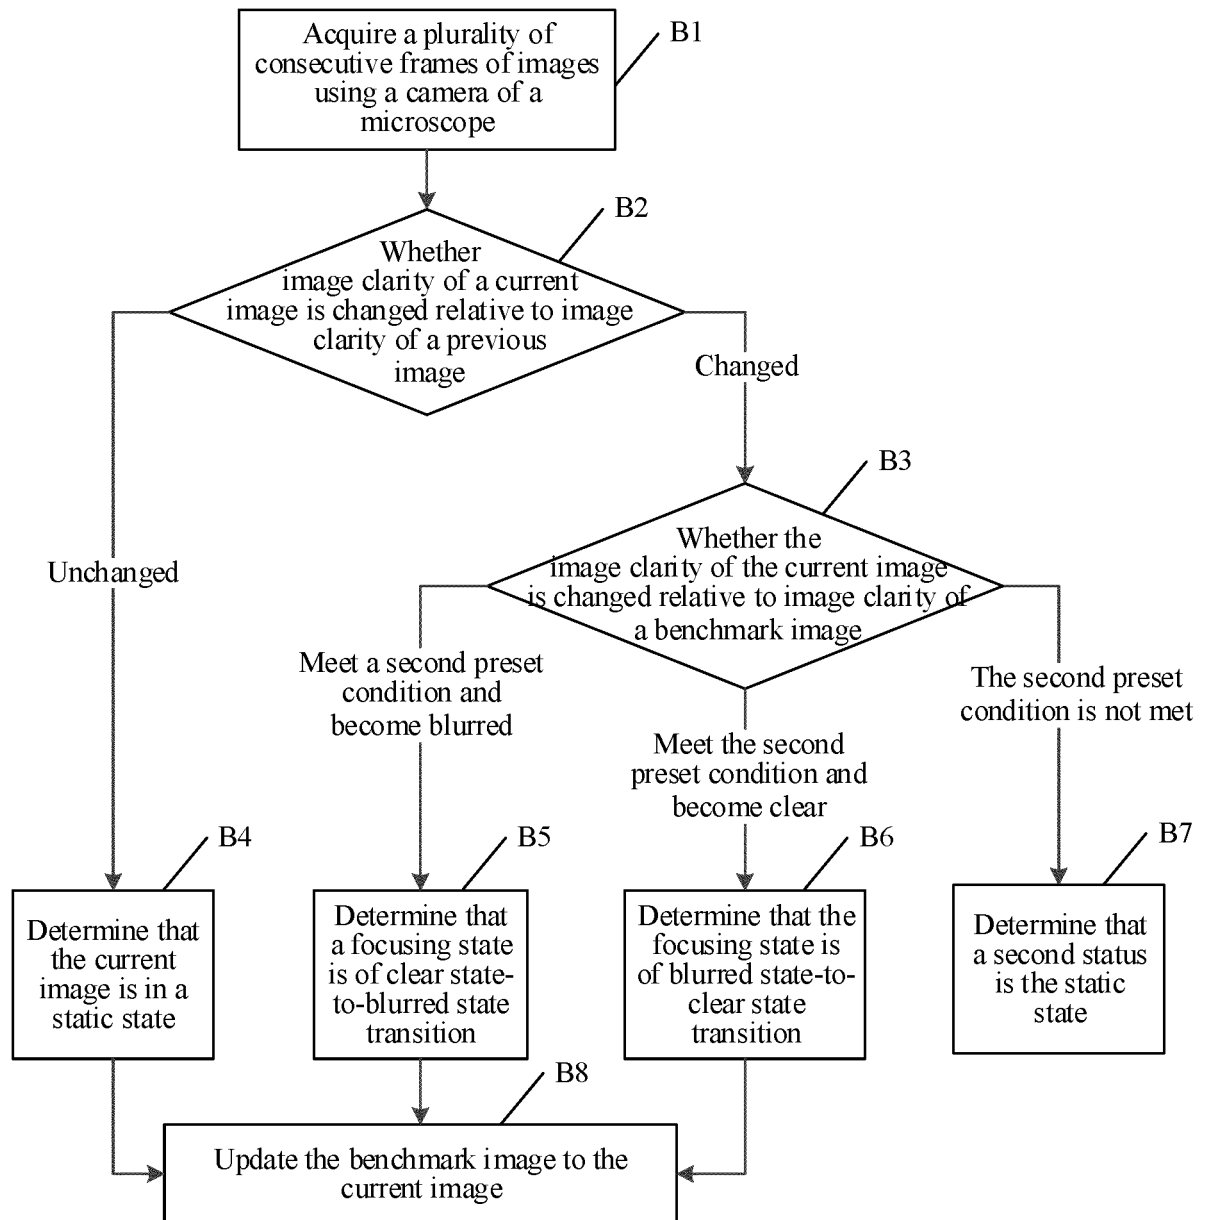 Acquire a plurality of
consecutive frames of images
using a camera of a
microscope
B1
B2
Whether
image clarity of a current
image is changed relative to image
clarity of a previous
image
Changed
Unchanged
B3
Whether the
image clarity of the current image
is changed relative to image clarity of
a benchmark image
Meet a second preset
condition and
become blurred
Meet the second
preset condition and
become clear
The second preset
condition is not met
B4
Determine that
the current
image is in a
static state
B5
Determine that
a focusing state
is of clear state-
to-blurred state
transition
B6
Determine that the
focusing state is
of blurred state-to-
clear state
transition
B7
Determine that
a second status
is the static
state
B8
Update the benchmark image to the
current image